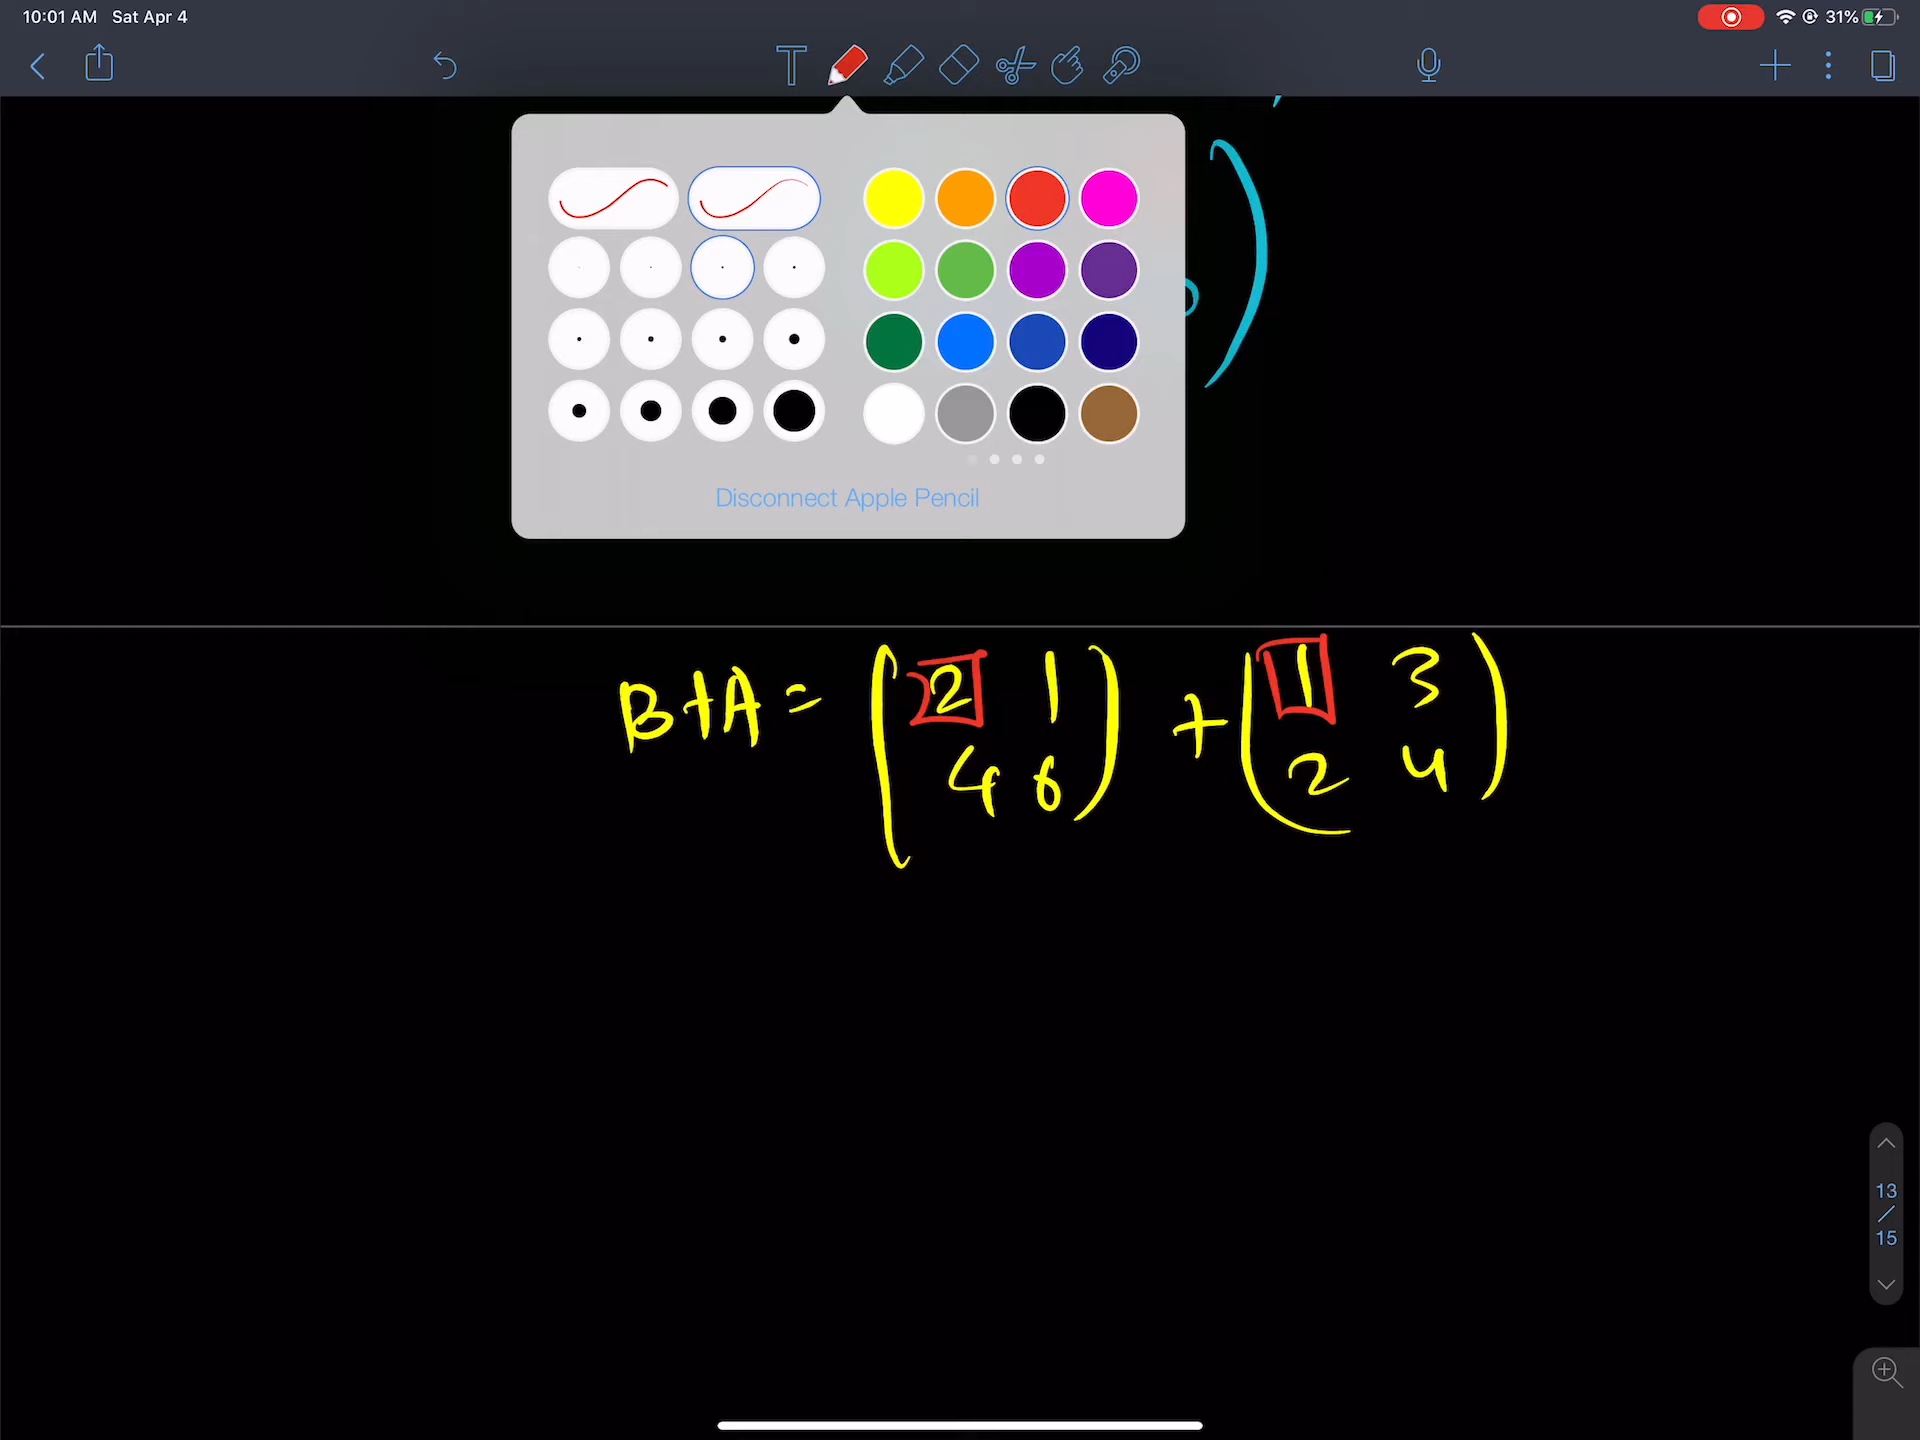 10:01 AM Sat Apr 4 31%
T
Disconnect Apple Pencil
B+A = ( 2 1 ) + ( 1 3 )
4 6 2 4
13
/
15